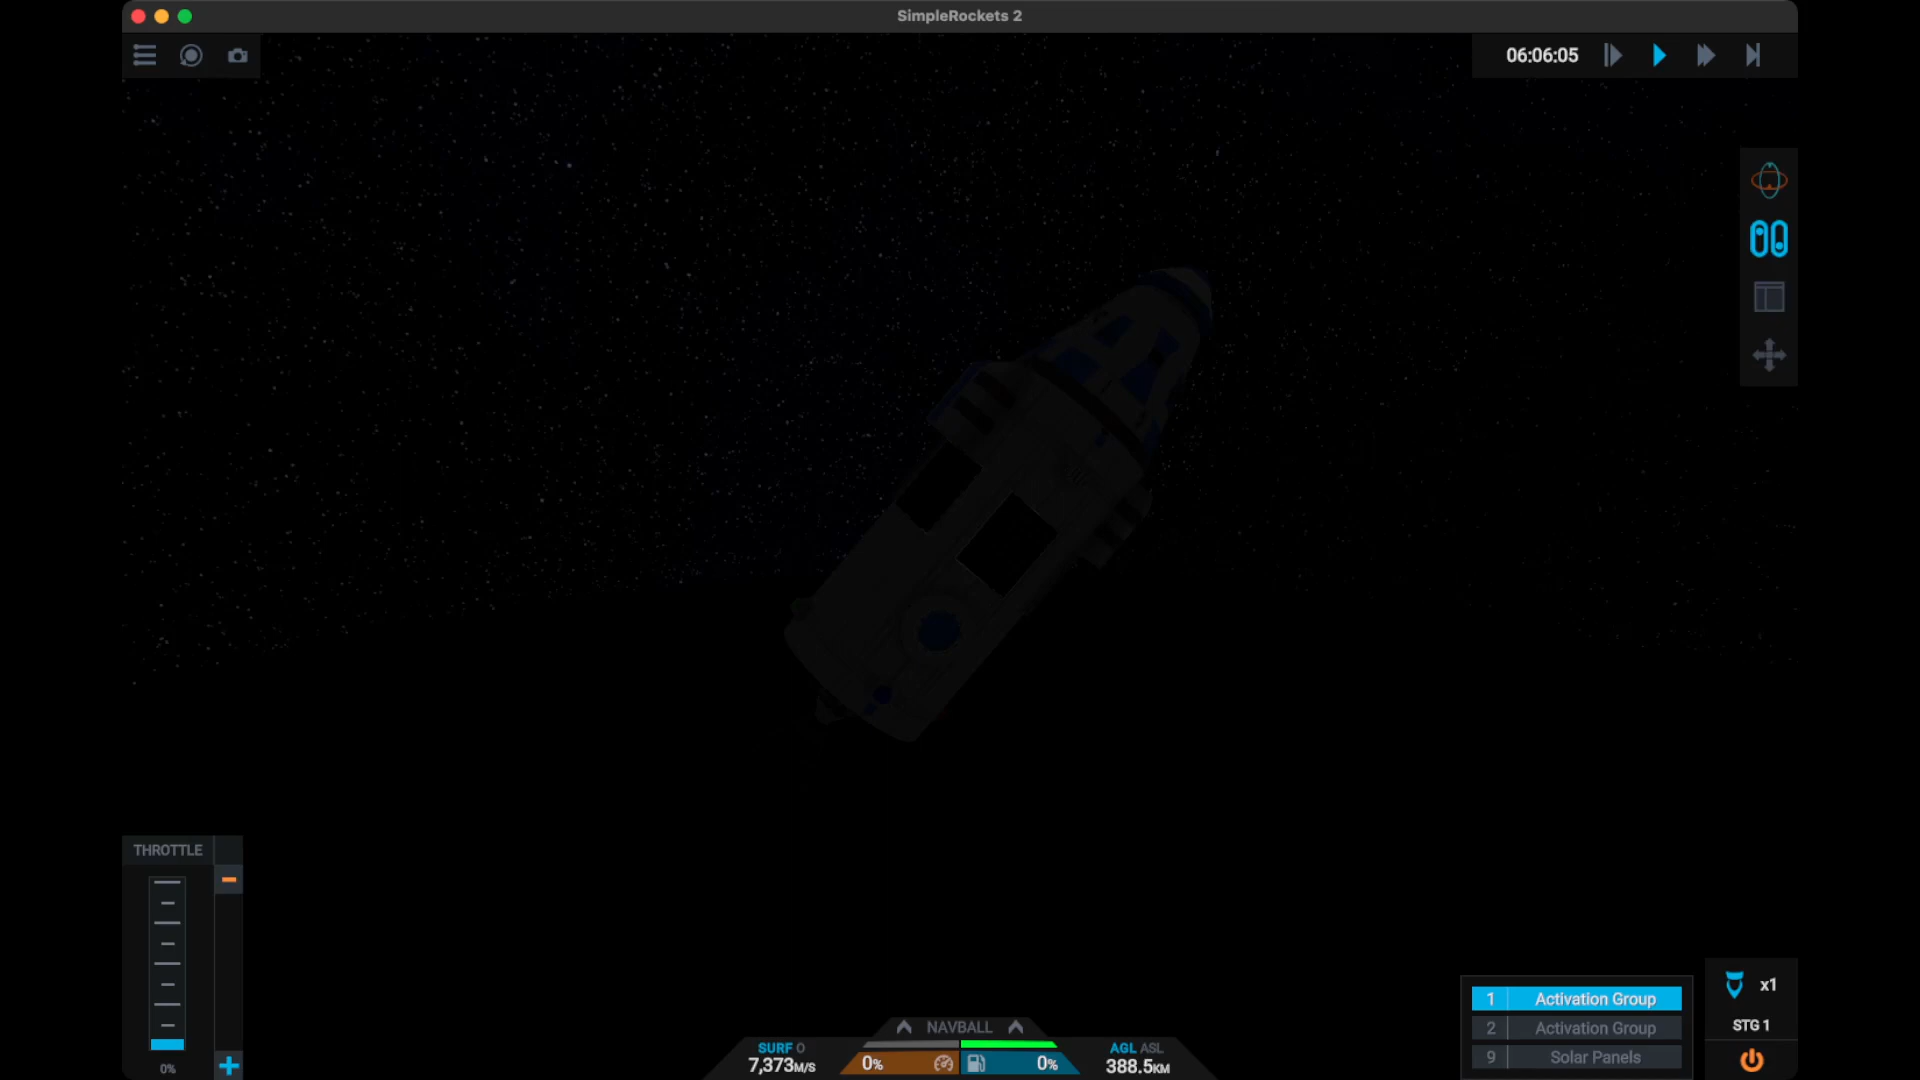 SimpleRockets 2
06:06:05
THROTTLE
0%
NAVBALL
SURF O
7,373M/S
0%
0%
AGL ASL
388.5KM
1 Activation Group
2 Activation Group
9 Solar Panels
x1
STG 1